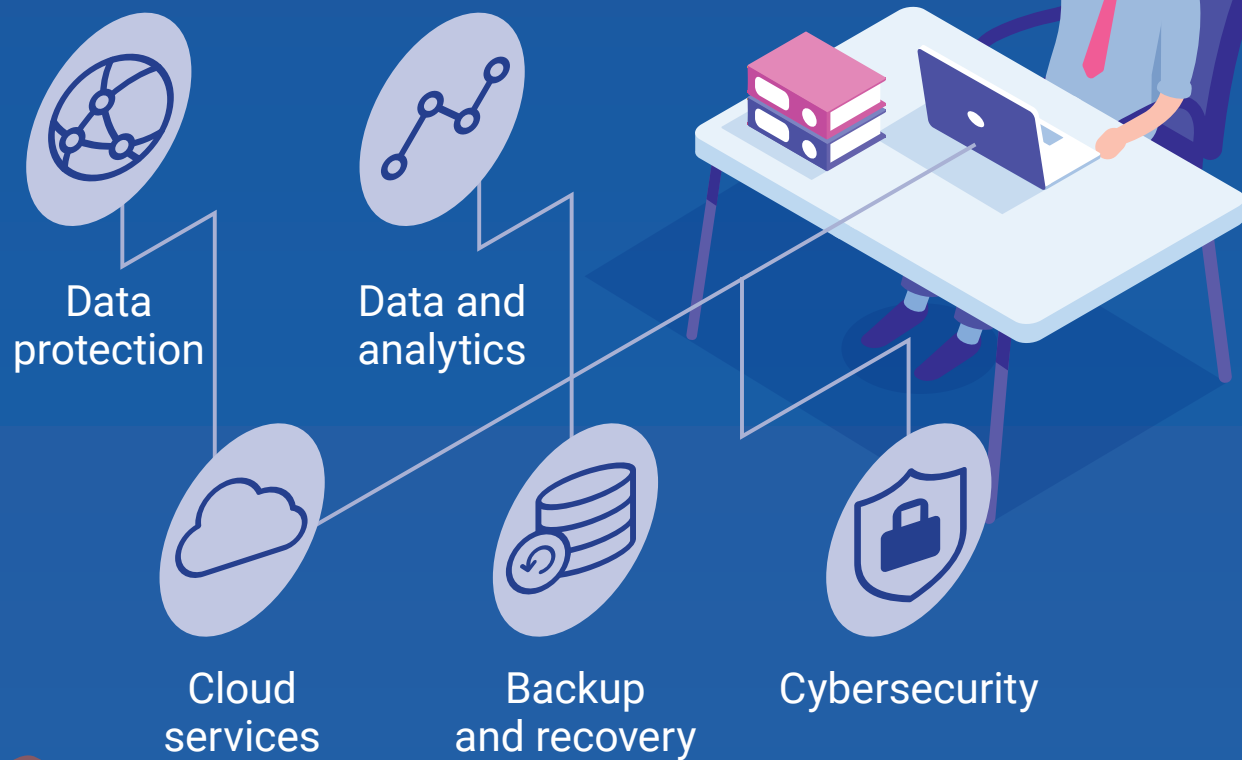 Data
protection
Data and
analytics
Cloud
services
Backup
and recovery
Cybersecurity